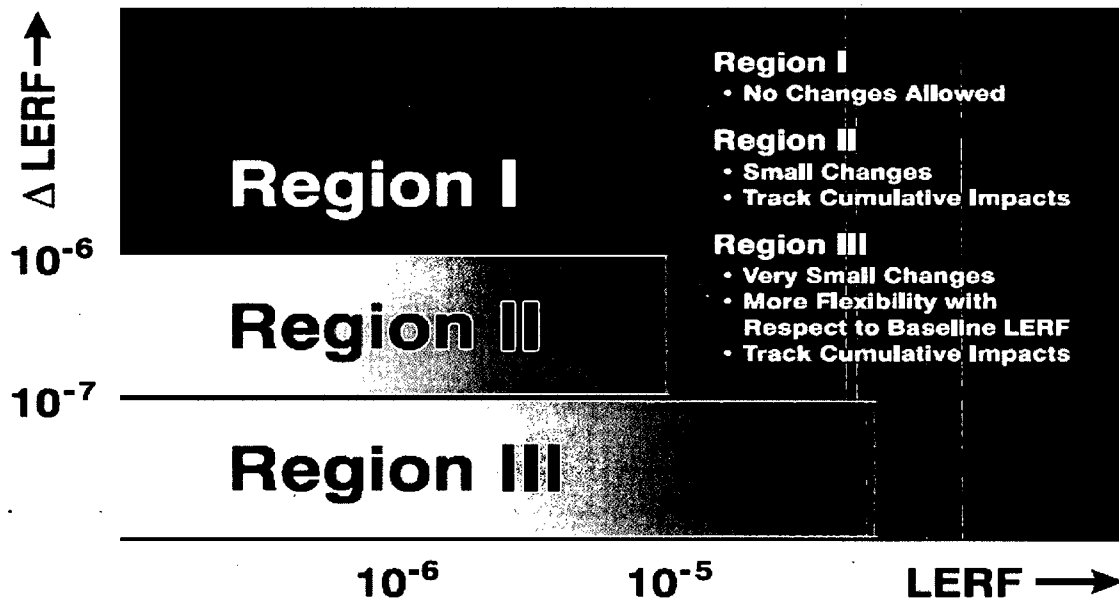 Δ LERF→
Region I
• No Changes Allowed
Region II
• Small Changes
• Track Cumulative Impacts
Region III
• Very Small Changes
• More Flexibility with
Respect to Baseline LERF
• Track Cumulative Impacts
Region I
10⁻⁶
Region II
10⁻⁷
Region III
10⁻⁶
10⁻⁵
LERF→